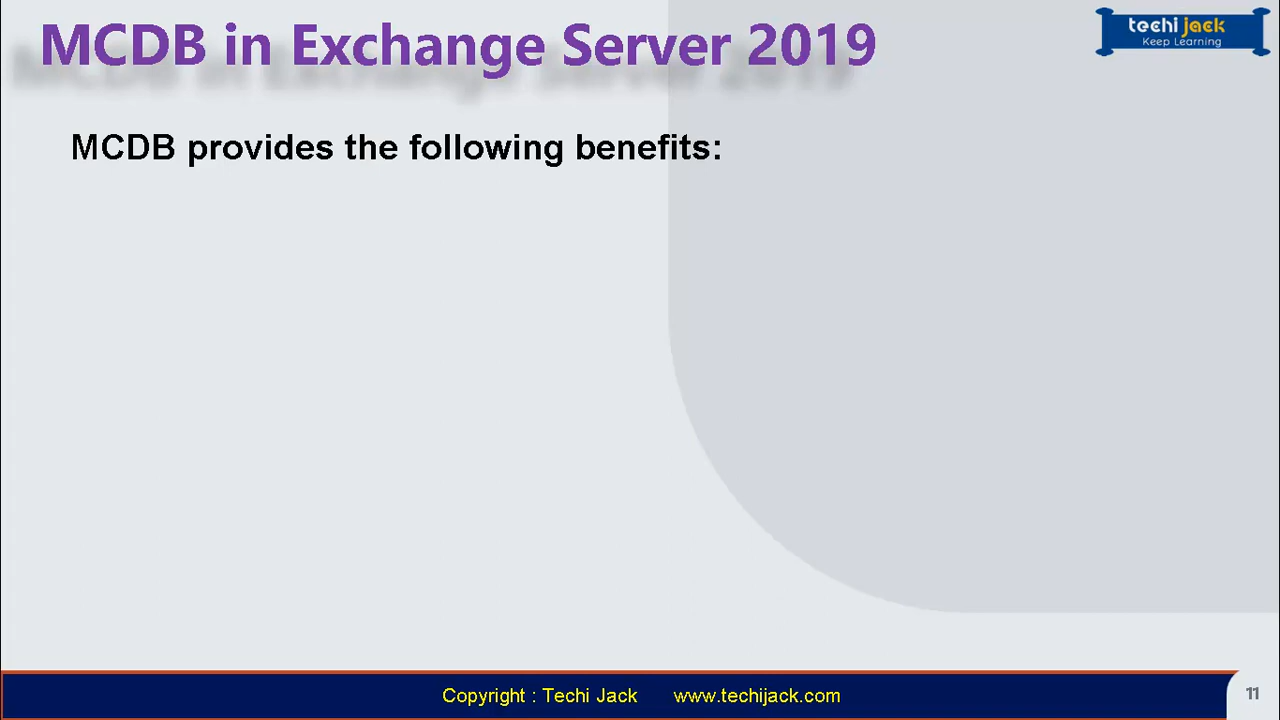 MCDB in Exchange Server 2019
techi jack
Keep Learning
MCDB provides the following benefits:
Copyright : Techi Jack www.techijack.com
11